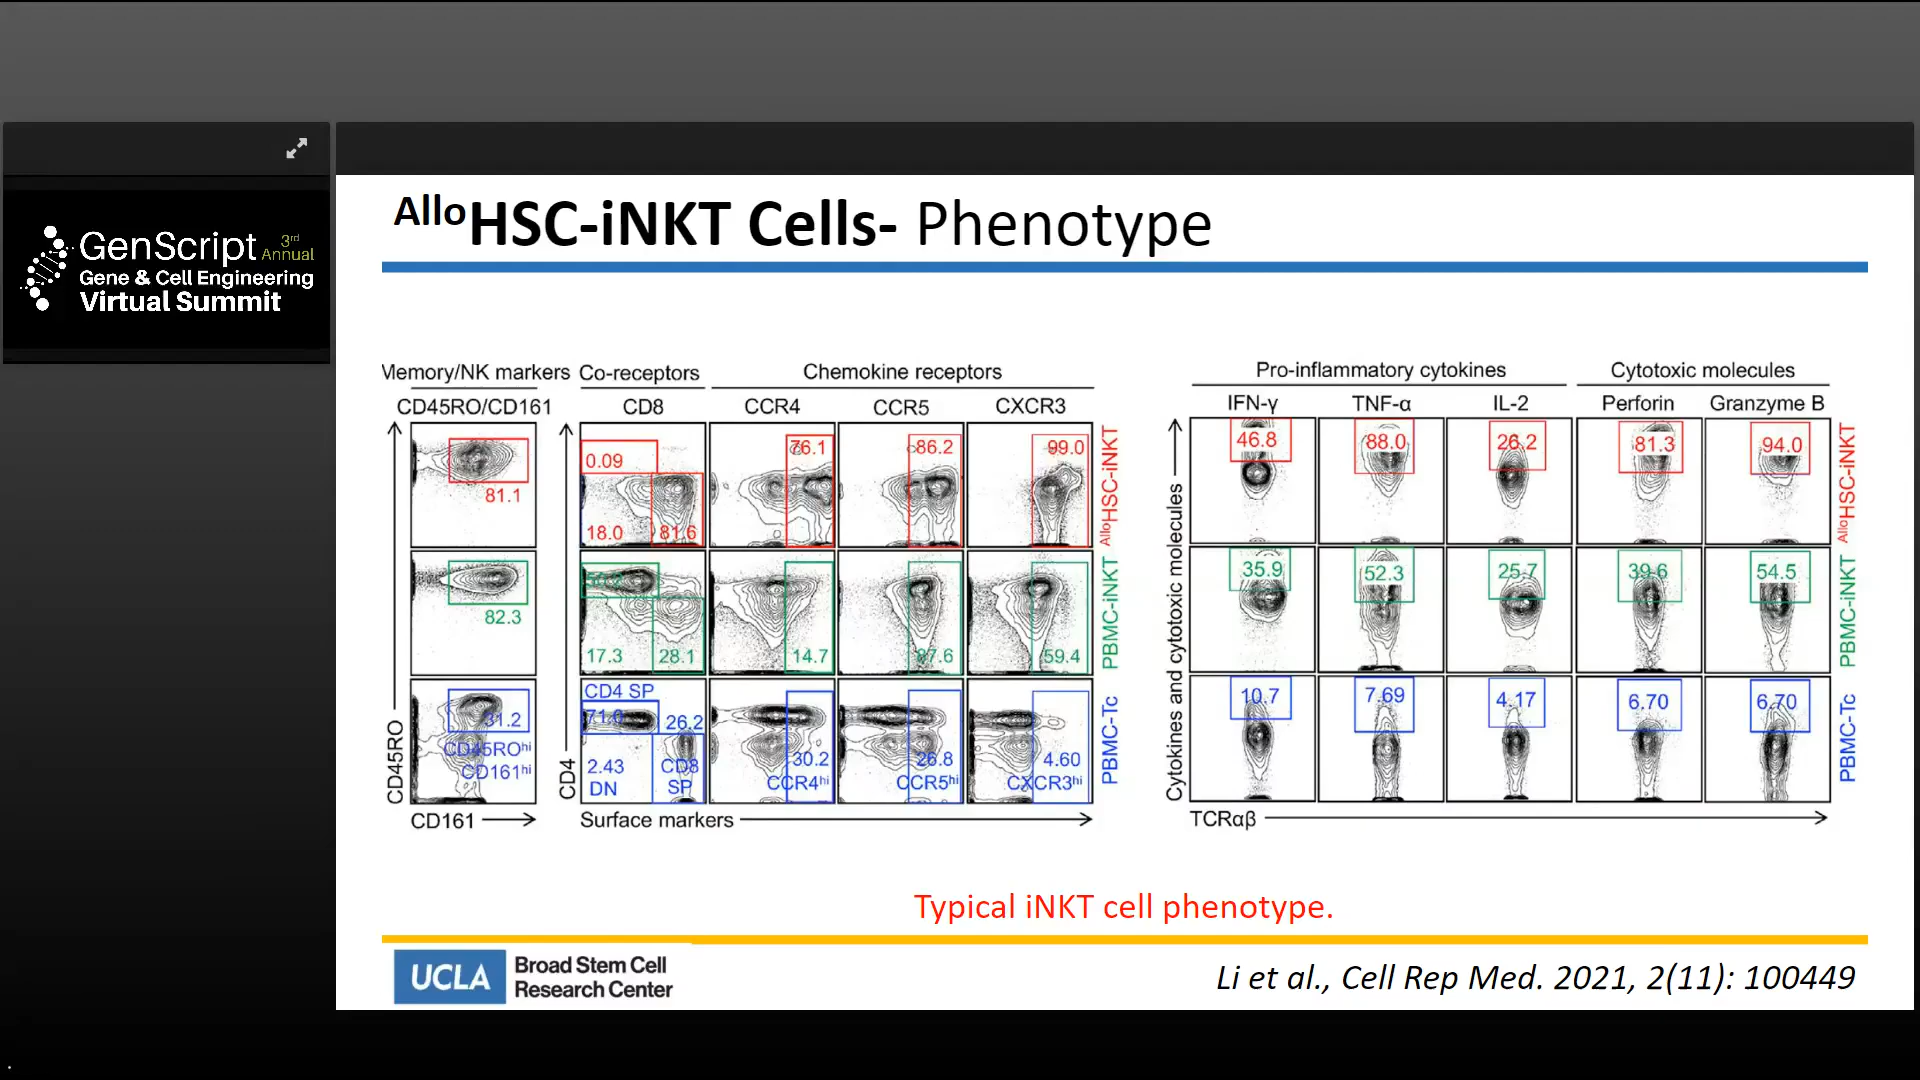 GenScript 3rd Annual
Gene & Cell Engineering
Virtual Summit
AlloHSC-iNKT Cells- Phenotype
Memory/NK markers Co-receptors Chemokine receptors
CD45RO/CD161 CD8 CCR4 CCR5 CXCR3
81.1
0.09
18.0 81.6
76.1
86.2
99.0
AlloHSC-iNKT
82.3
17.3 28.1
14.7
87.6
59.4
PBMC-iNKT
31.2
CD45ROhi
CD161hi
CD4 SP
71.0 26.2
2.43 CD8
DN SP
30.2
CCR4hi
26.8
CCR5hi
4.60
CXCR3hi
PBMC-Tc
CD45RO
CD161
CD4
Surface markers
Pro-inflammatory cytokines Cytotoxic molecules
IFN-γ TNF-α IL-2 Perforin Granzyme B
46.8 88.0 26.2 81.3 94.0
AlloHSC-iNKT
35.9 52.3 25.7 39.6 54.5
PBMC-iNKT
10.7 7.69 4.17 6.70 6.70
PBMC-Tc
Cytokines and cytotoxic molecules
TCRαβ
Typical iNKT cell phenotype.
UCLA Broad Stem Cell
Research Center
Li et al., Cell Rep Med. 2021, 2(11): 100449